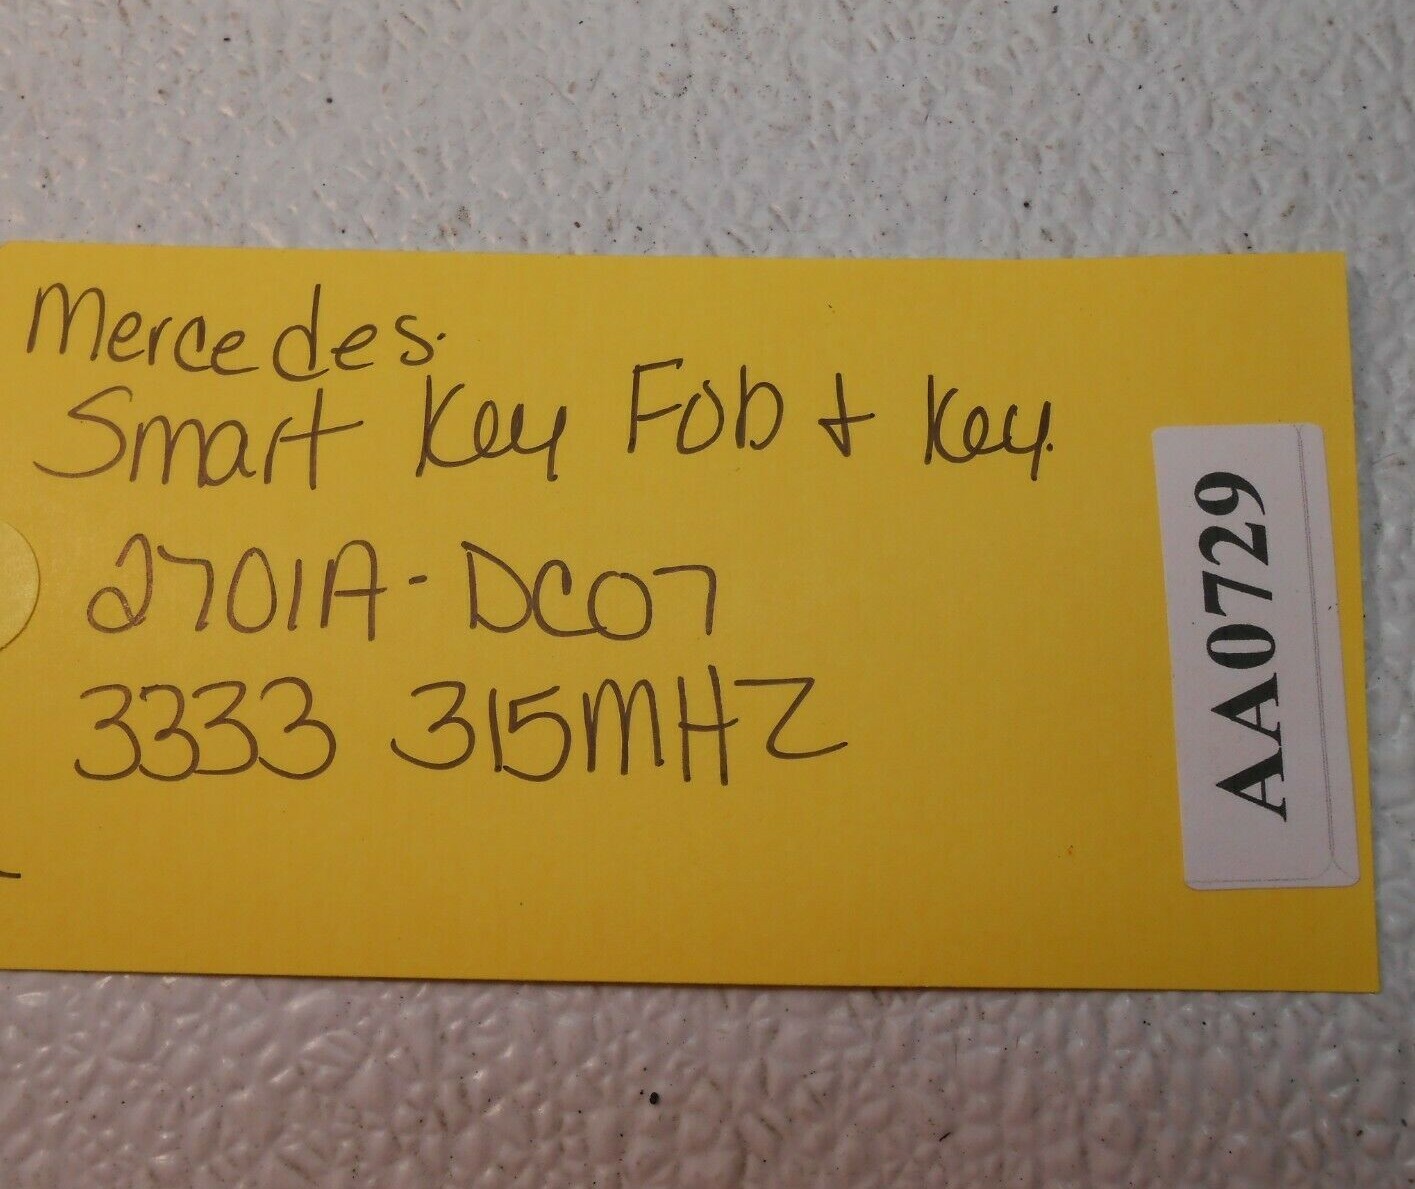 Mercedes.
Smart Key Fob + Key.
2701A-DC07
3333 315MHZ
AA0729